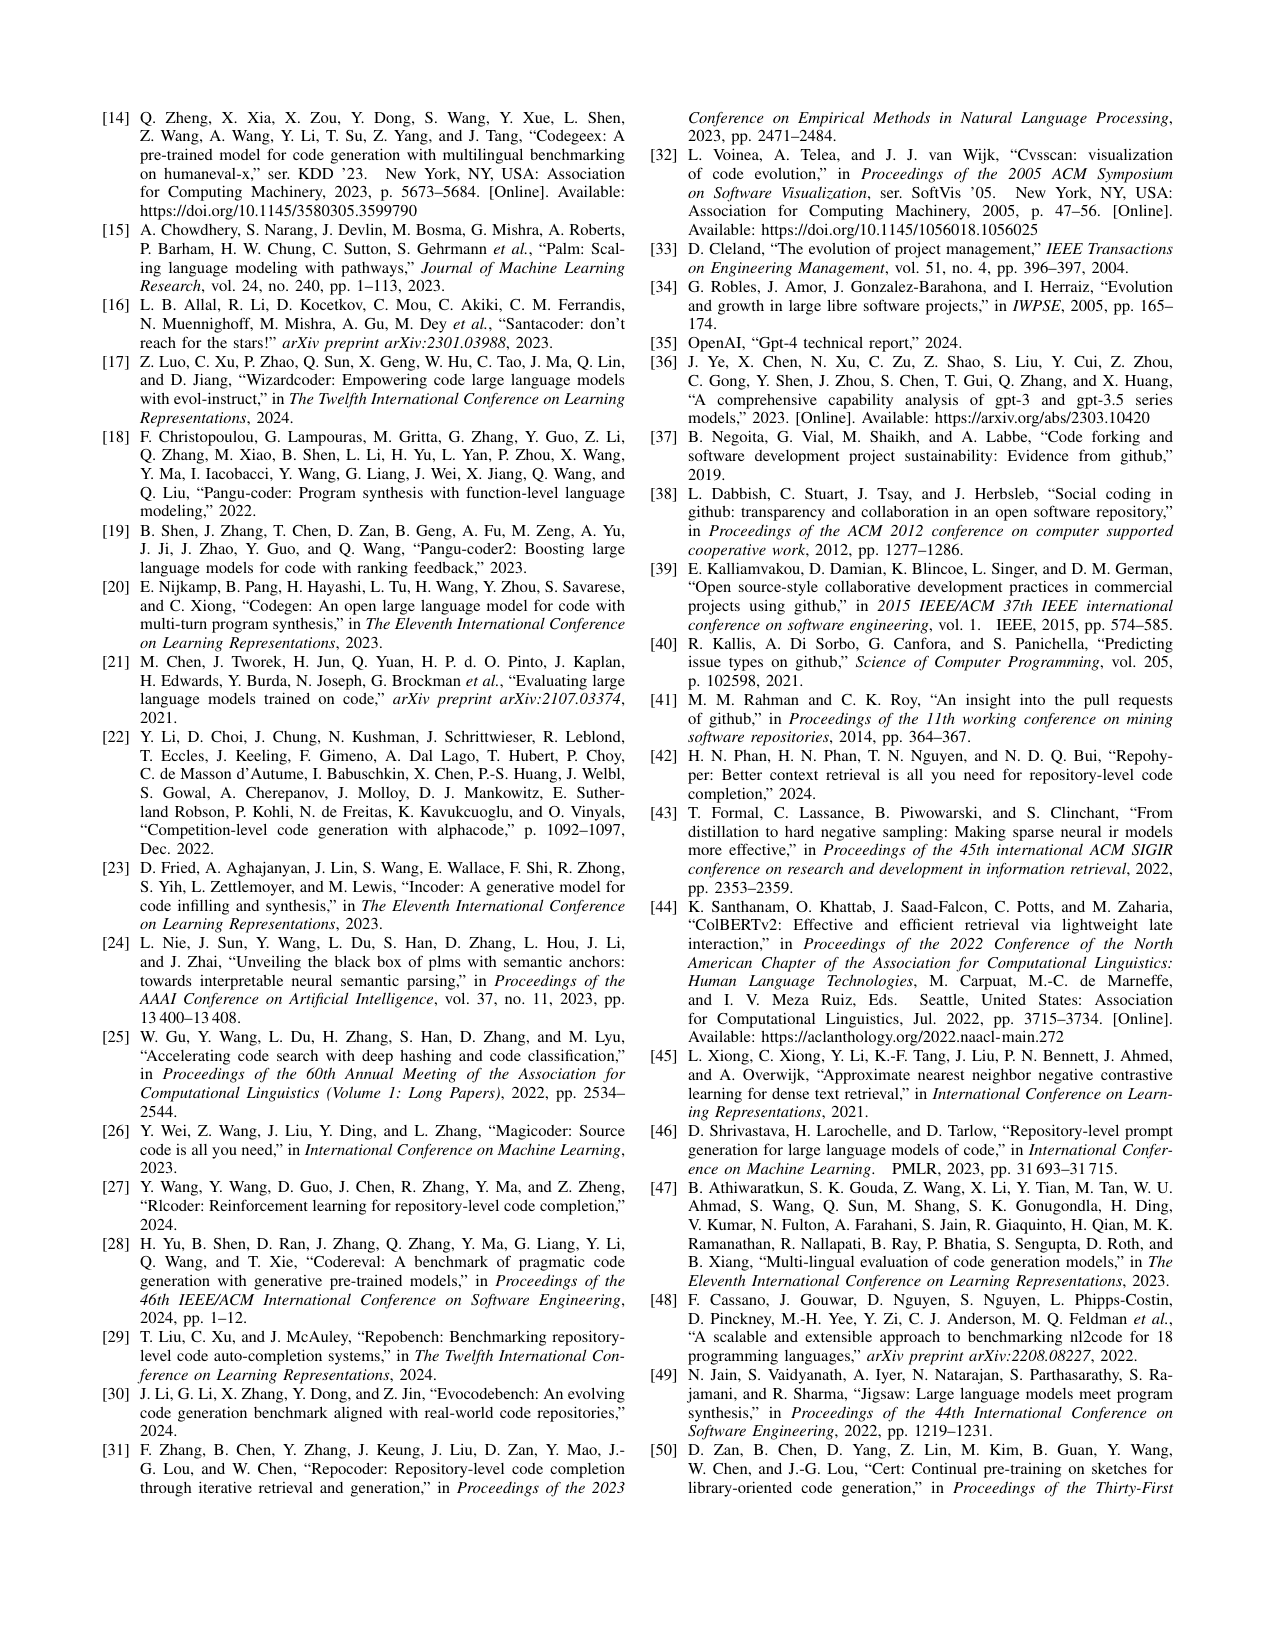 [14] Q. Zheng, X. Xia, X. Zou, Y. Dong, S. Wang, Y. Xue, L. Shen,
Z. Wang, A. Wang, Y. Li, T. Su, Z. Yang, and J. Tang, “Codegeex: A
pre-trained model for code generation with multilingual benchmarking
on humaneval-x,” ser. KDD ’23. New York, NY, USA: Association
for Computing Machinery, 2023, p. 5673–5684. [Online]. Available:
https://doi.org/10.1145/3580305.3599790
[15] A. Chowdhery, S. Narang, J. Devlin, M. Bosma, G. Mishra, A. Roberts,
P. Barham, H. W. Chung, C. Sutton, S. Gehrmann et al., “Palm: Scal-
ing language modeling with pathways,” Journal of Machine Learning
Research, vol. 24, no. 240, pp. 1–113, 2023.
[16] L. B. Allal, R. Li, D. Kocetkov, C. Mou, C. Akiki, C. M. Ferrandis,
N. Muennighoff, M. Mishra, A. Gu, M. Dey et al., “Santacoder: don’t
reach for the stars!” arXiv preprint arXiv:2301.03988, 2023.
[17] Z. Luo, C. Xu, P. Zhao, Q. Sun, X. Geng, W. Hu, C. Tao, J. Ma, Q. Lin,
and D. Jiang, “Wizardcoder: Empowering code large language models
with evol-instruct,” in The Twelfth International Conference on Learning
Representations, 2024.
[18] F. Christopoulou, G. Lampouras, M. Gritta, G. Zhang, Y. Guo, Z. Li,
Q. Zhang, M. Xiao, B. Shen, L. Li, H. Yu, L. Yan, P. Zhou, X. Wang,
Y. Ma, I. Iacobacci, Y. Wang, G. Liang, J. Wei, X. Jiang, Q. Wang, and
Q. Liu, “Pangu-coder: Program synthesis with function-level language
modeling,” 2022.
[19] B. Shen, J. Zhang, T. Chen, D. Zan, B. Geng, A. Fu, M. Zeng, A. Yu,
J. Ji, J. Zhao, Y. Guo, and Q. Wang, “Pangu-coder2: Boosting large
language models for code with ranking feedback,” 2023.
[20] E. Nijkamp, B. Pang, H. Hayashi, L. Tu, H. Wang, Y. Zhou, S. Savarese,
and C. Xiong, “Codegen: An open large language model for code with
multi-turn program synthesis,” in The Eleventh International Conference
on Learning Representations, 2023.
[21] M. Chen, J. Tworek, H. Jun, Q. Yuan, H. P. d. O. Pinto, J. Kaplan,
H. Edwards, Y. Burda, N. Joseph, G. Brockman et al., “Evaluating large
language models trained on code,” arXiv preprint arXiv:2107.03374,
2021.
[22] Y. Li, D. Choi, J. Chung, N. Kushman, J. Schrittwieser, R. Leblond,
T. Eccles, J. Keeling, F. Gimeno, A. Dal Lago, T. Hubert, P. Choy,
C. de Masson d’Autume, I. Babuschkin, X. Chen, P.-S. Huang, J. Welbl,
S. Gowal, A. Cherepanov, J. Molloy, D. J. Mankowitz, E. Suther-
land Robson, P. Kohli, N. de Freitas, K. Kavukcuoglu, and O. Vinyals,
“Competition-level code generation with alphacode,” p. 1092–1097,
Dec. 2022.
[23] D. Fried, A. Aghajanyan, J. Lin, S. Wang, E. Wallace, F. Shi, R. Zhong,
S. Yih, L. Zettlemoyer, and M. Lewis, “Incoder: A generative model for
code infilling and synthesis,” in The Eleventh International Conference
on Learning Representations, 2023.
[24] L. Nie, J. Sun, Y. Wang, L. Du, S. Han, D. Zhang, L. Hou, J. Li,
and J. Zhai, “Unveiling the black box of plms with semantic anchors:
towards interpretable neural semantic parsing,” in Proceedings of the
AAAI Conference on Artificial Intelligence, vol. 37, no. 11, 2023, pp.
13 400–13 408.
[25] W. Gu, Y. Wang, L. Du, H. Zhang, S. Han, D. Zhang, and M. Lyu,
“Accelerating code search with deep hashing and code classification,”
in Proceedings of the 60th Annual Meeting of the Association for
Computational Linguistics (Volume 1: Long Papers), 2022, pp. 2534–
2544.
[26] Y. Wei, Z. Wang, J. Liu, Y. Ding, and L. Zhang, “Magicoder: Source
code is all you need,” in International Conference on Machine Learning,
2023.
[27] Y. Wang, Y. Wang, D. Guo, J. Chen, R. Zhang, Y. Ma, and Z. Zheng,
“Rlcoder: Reinforcement learning for repository-level code completion,”
2024.
[28] H. Yu, B. Shen, D. Ran, J. Zhang, Q. Zhang, Y. Ma, G. Liang, Y. Li,
Q. Wang, and T. Xie, “Codereval: A benchmark of pragmatic code
generation with generative pre-trained models,” in Proceedings of the
46th IEEE/ACM International Conference on Software Engineering,
2024, pp. 1–12.
[29] T. Liu, C. Xu, and J. McAuley, “Repobench: Benchmarking repository-
level code auto-completion systems,” in The Twelfth International Con-
ference on Learning Representations, 2024.
[30] J. Li, G. Li, X. Zhang, Y. Dong, and Z. Jin, “Evocodebench: An evolving
code generation benchmark aligned with real-world code repositories,”
2024.
[31] F. Zhang, B. Chen, Y. Zhang, J. Keung, J. Liu, D. Zan, Y. Mao, J.-
G. Lou, and W. Chen, “Repocoder: Repository-level code completion
through iterative retrieval and generation,” in Proceedings of the 2023
Conference on Empirical Methods in Natural Language Processing,
2023, pp. 2471–2484.
[32] L. Voinea, A. Telea, and J. J. van Wijk, “Cvsscan: visualization
of code evolution,” in Proceedings of the 2005 ACM Symposium
on Software Visualization, ser. SoftVis ’05. New York, NY, USA:
Association for Computing Machinery, 2005, p. 47–56. [Online].
Available: https://doi.org/10.1145/1056018.1056025
[33] D. Cleland, “The evolution of project management,” IEEE Transactions
on Engineering Management, vol. 51, no. 4, pp. 396–397, 2004.
[34] G. Robles, J. Amor, J. Gonzalez-Barahona, and I. Herraiz, “Evolution
and growth in large libre software projects,” in IWPSE, 2005, pp. 165–
174.
[35] OpenAI, “Gpt-4 technical report,” 2024.
[36] J. Ye, X. Chen, N. Xu, C. Zu, Z. Shao, S. Liu, Y. Cui, Z. Zhou,
C. Gong, Y. Shen, J. Zhou, S. Chen, T. Gui, Q. Zhang, and X. Huang,
“A comprehensive capability analysis of gpt-3 and gpt-3.5 series
models,” 2023. [Online]. Available: https://arxiv.org/abs/2303.10420
[37] B. Negoita, G. Vial, M. Shaikh, and A. Labbe, “Code forking and
software development project sustainability: Evidence from github,”
2019.
[38] L. Dabbish, C. Stuart, J. Tsay, and J. Herbsleb, “Social coding in
github: transparency and collaboration in an open software repository,”
in Proceedings of the ACM 2012 conference on computer supported
cooperative work, 2012, pp. 1277–1286.
[39] E. Kalliamvakou, D. Damian, K. Blincoe, L. Singer, and D. M. German,
“Open source-style collaborative development practices in commercial
projects using github,” in 2015 IEEE/ACM 37th IEEE international
conference on software engineering, vol. 1. IEEE, 2015, pp. 574–585.
[40] R. Kallis, A. Di Sorbo, G. Canfora, and S. Panichella, “Predicting
issue types on github,” Science of Computer Programming, vol. 205,
p. 102598, 2021.
[41] M. M. Rahman and C. K. Roy, “An insight into the pull requests
of github,” in Proceedings of the 11th working conference on mining
software repositories, 2014, pp. 364–367.
[42] H. N. Phan, H. N. Phan, T. N. Nguyen, and N. D. Q. Bui, “Repohy-
per: Better context retrieval is all you need for repository-level code
completion,” 2024.
[43] T. Formal, C. Lassance, B. Piwowarski, and S. Clinchant, “From
distillation to hard negative sampling: Making sparse neural ir models
more effective,” in Proceedings of the 45th international ACM SIGIR
conference on research and development in information retrieval, 2022,
pp. 2353–2359.
[44] K. Santhanam, O. Khattab, J. Saad-Falcon, C. Potts, and M. Zaharia,
“ColBERTv2: Effective and efficient retrieval via lightweight late
interaction,” in Proceedings of the 2022 Conference of the North
American Chapter of the Association for Computational Linguistics:
Human Language Technologies, M. Carpuat, M.-C. de Marneffe,
and I. V. Meza Ruiz, Eds. Seattle, United States: Association
for Computational Linguistics, Jul. 2022, pp. 3715–3734. [Online].
Available: https://aclanthology.org/2022.naacl-main.272
[45] L. Xiong, C. Xiong, Y. Li, K.-F. Tang, J. Liu, P. N. Bennett, J. Ahmed,
and A. Overwijk, “Approximate nearest neighbor negative contrastive
learning for dense text retrieval,” in International Conference on Learn-
ing Representations, 2021.
[46] D. Shrivastava, H. Larochelle, and D. Tarlow, “Repository-level prompt
generation for large language models of code,” in International Confer-
ence on Machine Learning. PMLR, 2023, pp. 31 693–31 715.
[47] B. Athiwaratkun, S. K. Gouda, Z. Wang, X. Li, Y. Tian, M. Tan, W. U.
Ahmad, S. Wang, Q. Sun, M. Shang, S. K. Gonugondla, H. Ding,
V. Kumar, N. Fulton, A. Farahani, S. Jain, R. Giaquinto, H. Qian, M. K.
Ramanathan, R. Nallapati, B. Ray, P. Bhatia, S. Sengupta, D. Roth, and
B. Xiang, “Multi-lingual evaluation of code generation models,” in The
Eleventh International Conference on Learning Representations, 2023.
[48] F. Cassano, J. Gouwar, D. Nguyen, S. Nguyen, L. Phipps-Costin,
D. Pinckney, M.-H. Yee, Y. Zi, C. J. Anderson, M. Q. Feldman et al.,
“A scalable and extensible approach to benchmarking nl2code for 18
programming languages,” arXiv preprint arXiv:2208.08227, 2022.
[49] N. Jain, S. Vaidyanath, A. Iyer, N. Natarajan, S. Parthasarathy, S. Ra-
jamani, and R. Sharma, “Jigsaw: Large language models meet program
synthesis,” in Proceedings of the 44th International Conference on
Software Engineering, 2022, pp. 1219–1231.
[50] D. Zan, B. Chen, D. Yang, Z. Lin, M. Kim, B. Guan, Y. Wang,
W. Chen, and J.-G. Lou, “Cert: Continual pre-training on sketches for
library-oriented code generation,” in Proceedings of the Thirty-First